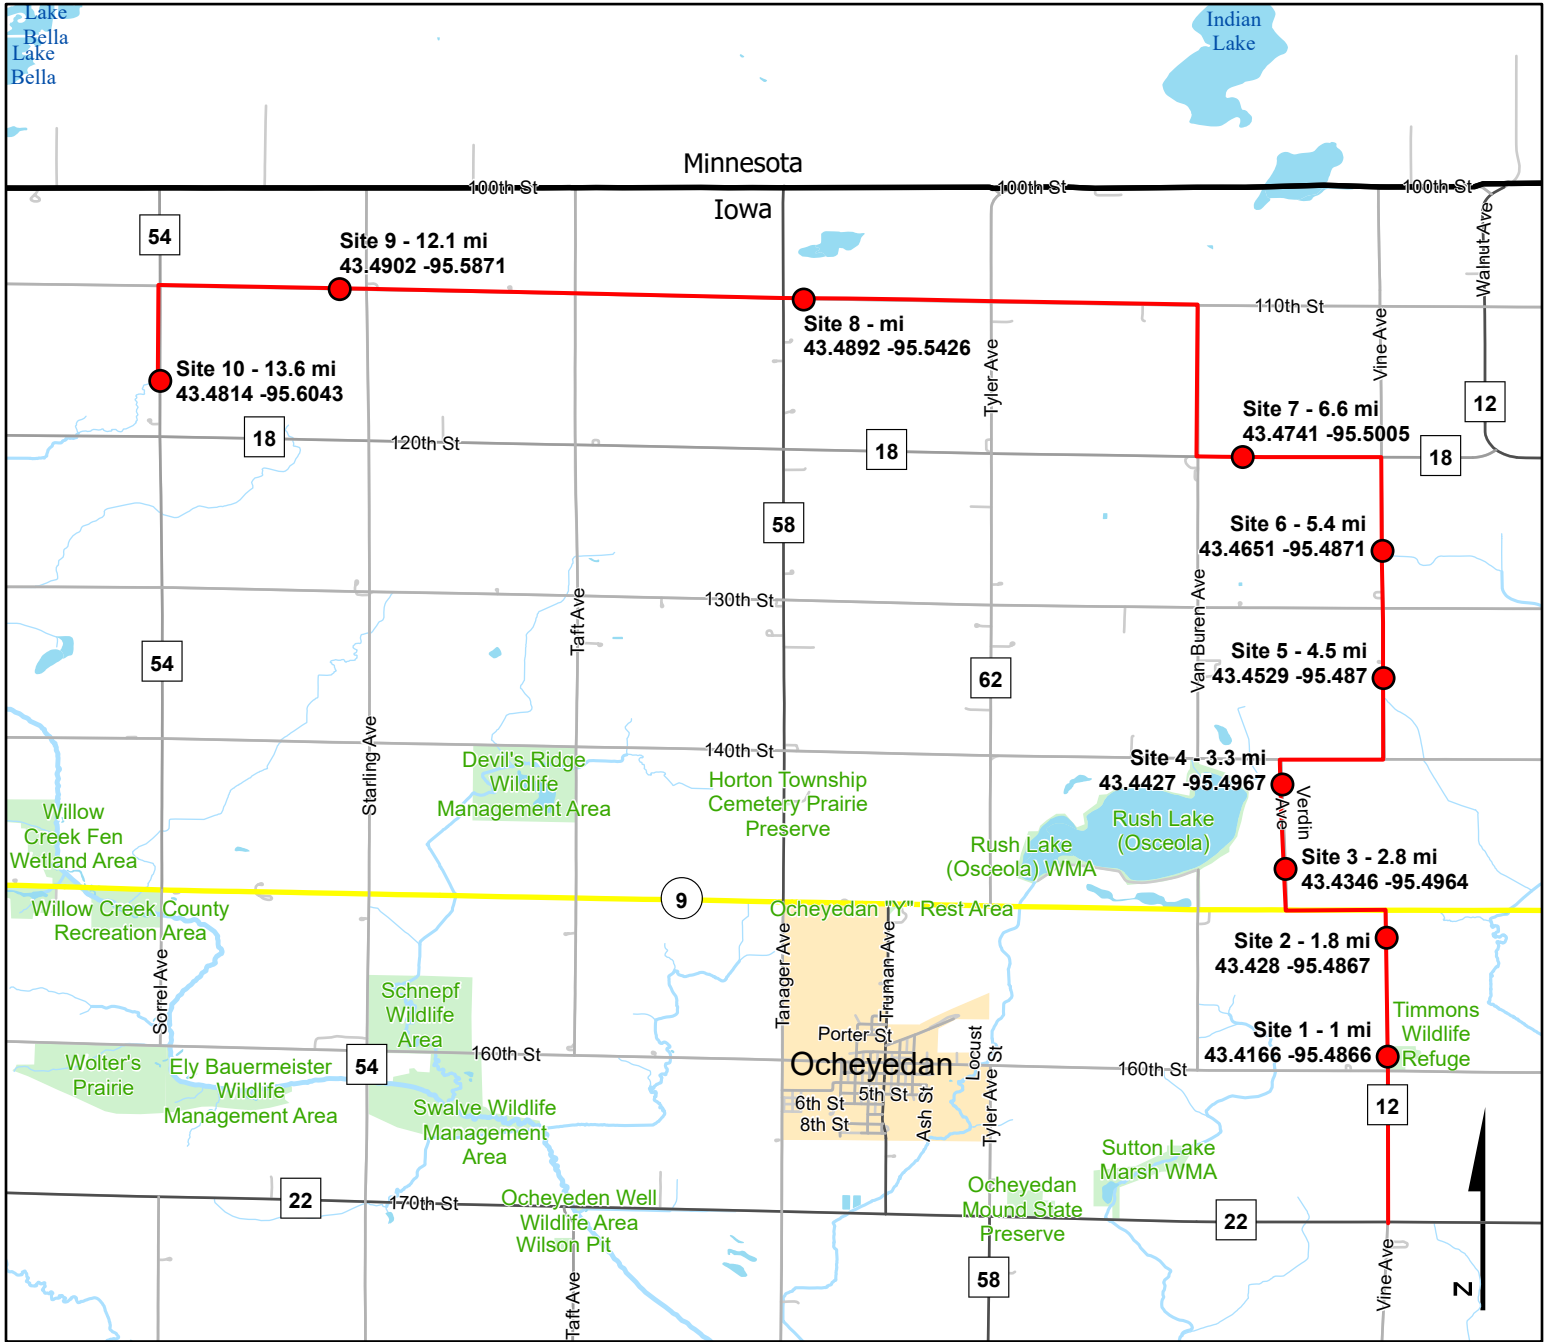 Lake
Bella
Lake
Bella
Indian
Lake
Minnesota
100th St
100th St
100th St
Iowa
54
Site 9 - 12.1 mi
43.4902 -95.5871
Walnut Ave
110th St
Site 8 - mi
43.4892 -95.5426
Vine Ave
Tyler Ave
Site 10 - 13.6 mi
43.4814 -95.6043
12
Site 7 - 6.6 mi
43.4741 -95.5005
18
120th St
18
18
58
Site 6 - 5.4 mi
43.4651 -95.4871
130th St
Taft Ave
Van Buren Ave
54
62
Site 5 - 4.5 mi
43.4529 -95.487
Starling Ave
140th St
Devil's Ridge
Wildlife
Management Area
Horton Township
Cemetery Prairie
Preserve
Site 4 - 3.3 mi
43.4427 -95.4967
Verdin
Ave
Rush Lake
(Osceola)
Willow
Creek Fen
Wetland Area
Rush Lake
(Osceola) WMA
Site 3 - 2.8 mi
43.4346 -95.4964
9
Willow Creek County
Recreation Area
Ocheyedan "Y" Rest Area
Site 2 - 1.8 mi
43.428 -95.4867
Sorrel Ave
Tanager Ave
Truman Ave
Schnepf
Wildlife
Area
Timmons
Wildlife
Refuge
Site 1 - 1 mi
43.4166 -95.4866
Porter St
Locust
Ocheyedan
160th St
160th St
54
Wolter's
Prairie
Ely Bauermeister
Wildlife
Management Area
5th St
6th St
8th St
Ash St
Tyler Ave St
12
Swalve Wildlife
Management
Area
Sutton Lake
Marsh WMA
22
170th St
Ocheyeden Well
Wildlife Area
Wilson Pit
Ocheyedan
Mound State
Preserve
22
58
Taft Ave
Vine Ave
N